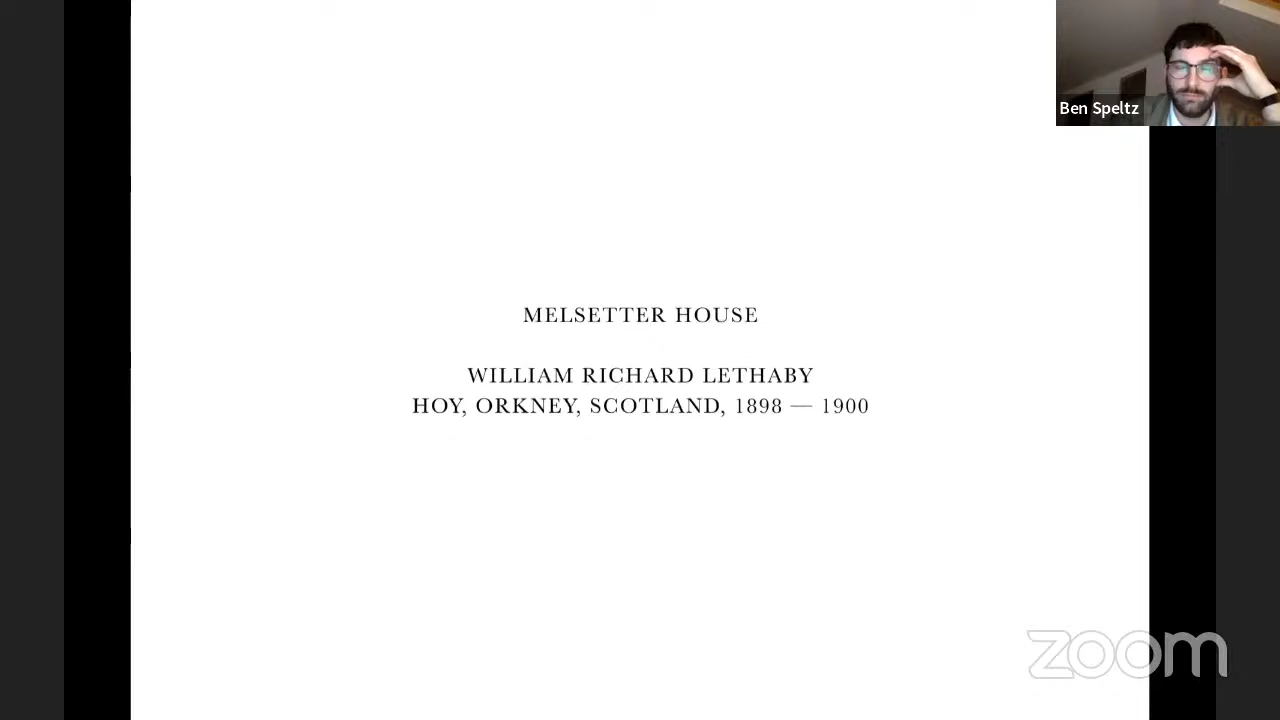 Ben Speltz
MELSETTER HOUSE
WILLIAM RICHARD LETHABY
HOY, ORKNEY, SCOTLAND, 1898 — 1900
zoom